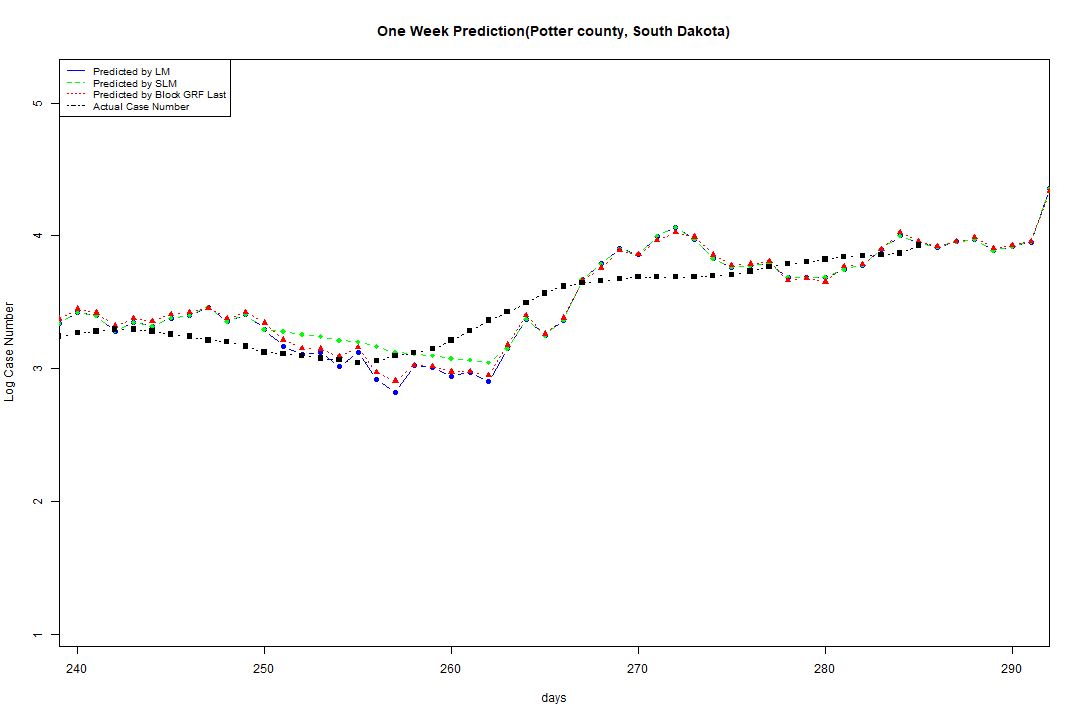 One Week Prediction(Potter county, South Dakota)
Predicted by LM
Predicted by SLM
Predicted by Block GRF Last
Actual Case Number
5
4
3
2
1
Log Case Number
240 250 260 270 280 290
days